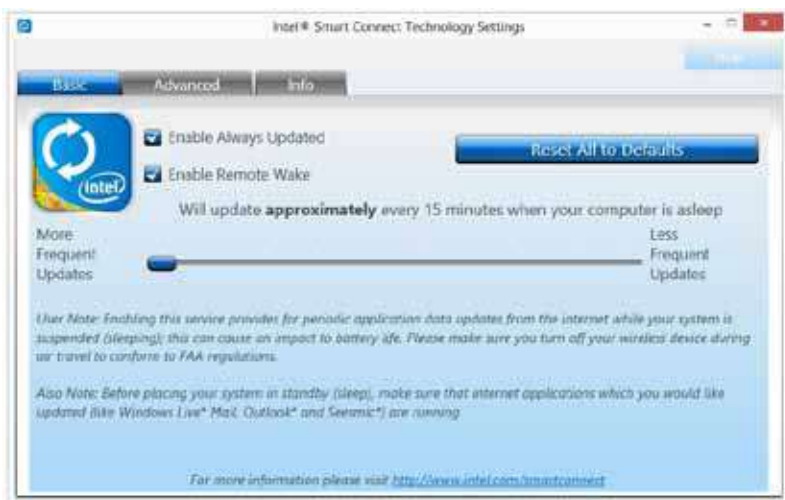 Intel® Smart Connect Technology Settings
Basic
Advanced
Info
Enable Always Updated
Reset All to Defaults
(intel)
Enable Remote Wake
Will update approximately every 15 minutes when your computer is asleep
More
Frequent
Updates
Less
Frequent
Updates
User Note: Enabling this service provides for periodic application data updates from the internet while your system is
suspended (sleeping); this can cause an impact to battery life. Please make sure you turn off your wireless device during
air travel to conform to FAA regulations.
Also Note: Before placing your system in standby (sleep), make sure that internet applications which you would like
updated (like Windows Live* Mail, Outlook* and Seesmic*) are running
For more information please visit http://www.intel.com/smartconnect